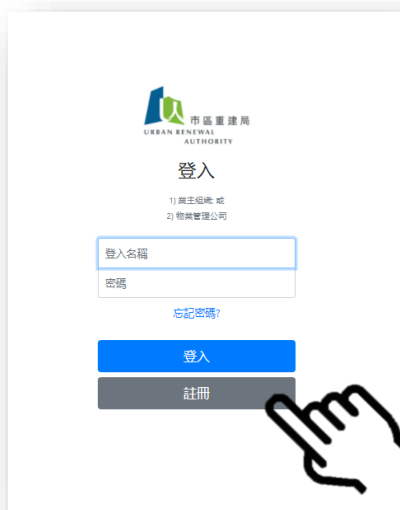 市區重建局
URBAN RENEWAL
AUTHORITY
登入
1) 業主組織; 或
2) 物業管理公司
登入名稱
密碼
忘記密碼?
登入
註冊